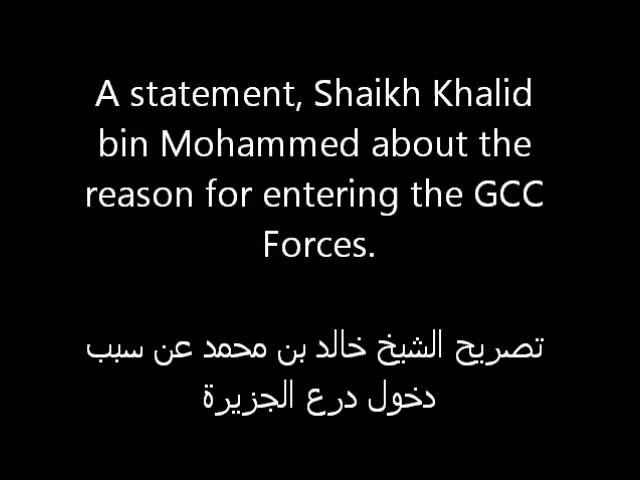 A statement, Shaikh Khalid
bin Mohammed about the
reason for entering the GCC
Forces.
تصريح الشيخ خالد بن محمد عن سبب
دخول درع الجزيرة